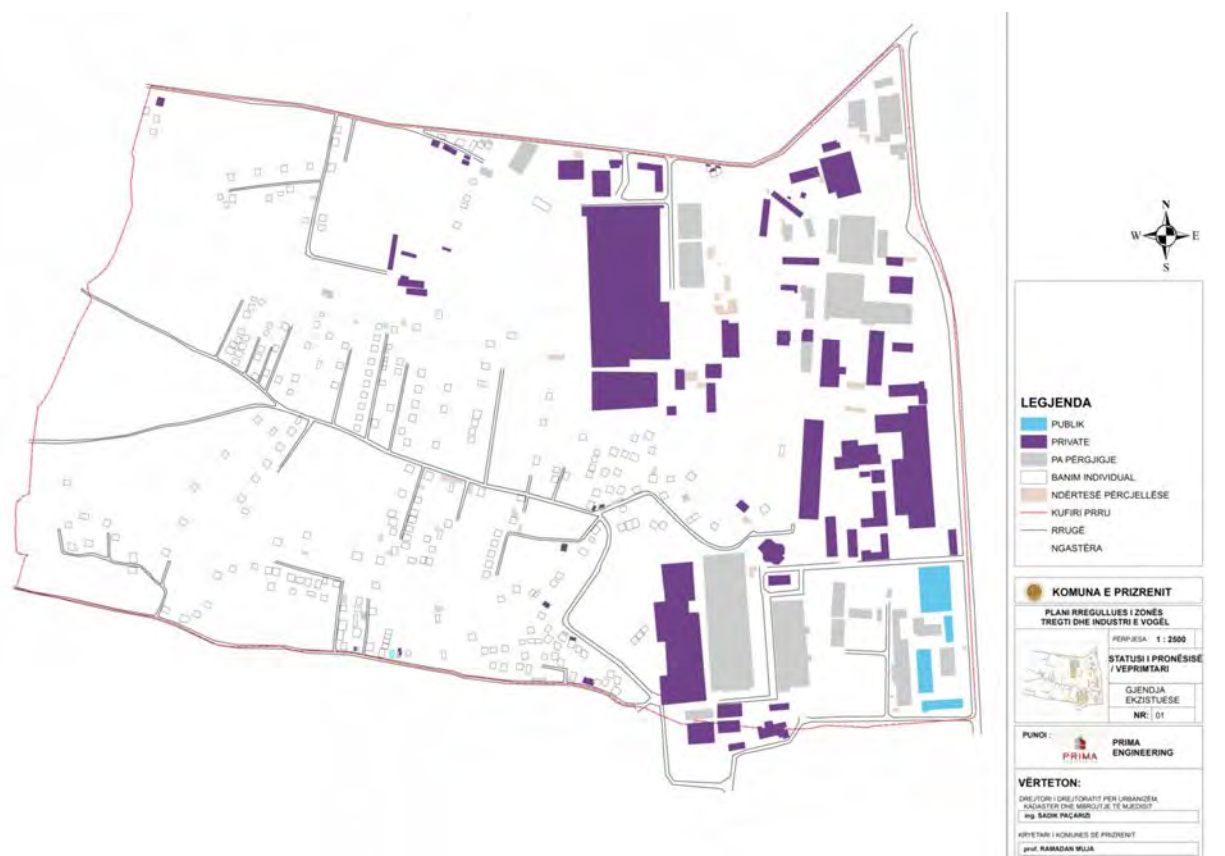 N
W E
S
LEGJENDA
PUBLIK
PRIVATE
PA PËRGJIGJE
BANIM INDIVIDUAL
NDËRTESË PËRCJELLËSE
KUFIRI PRRU
RRUGË
NGASTËRA
KOMUNA E PRIZRENIT
PLANI RREGULLUES I ZONËS
TREGTI DHE INDUSTRI E VOGËL
PËRPJESA 1 : 2500
STATUSI I PRONËSISË
/ VEPRIMTARI
GJENDJA
EKZISTUESE
NR: 01
PUNOI :
PRIMA
PRIMA
ENGINEERING
VËRTETON:
DREJTORI I DREJTORATIT PËR URBANIZËM,
KADASTËR DHE MBROJTJE TË MJEDISIT
ing. SADIK PAÇARIZI
KRYETARI I KOMUNËS SË PRIZRENIT
prof. RAMADAN MUJA